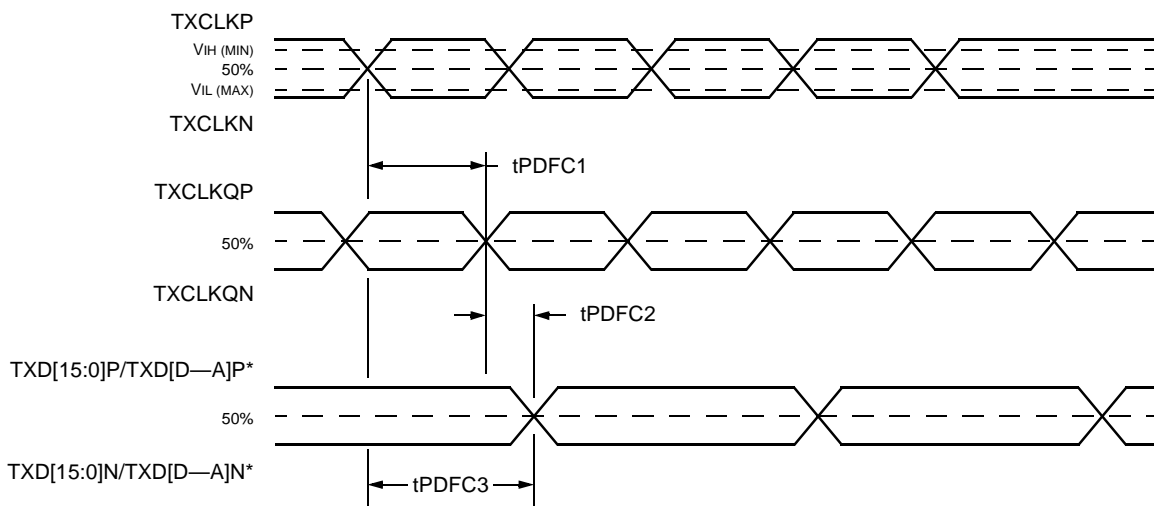 TXCLKP
VIH (MIN)
50%
VIL (MAX)
TXCLKN
tPDFC1
TXCLKQP
50%
TXCLKQN
tPDFC2
TXD[15:0]P/TXD[D—A]P*
50%
TXD[15:0]N/TXD[D—A]N*
tPDFC3